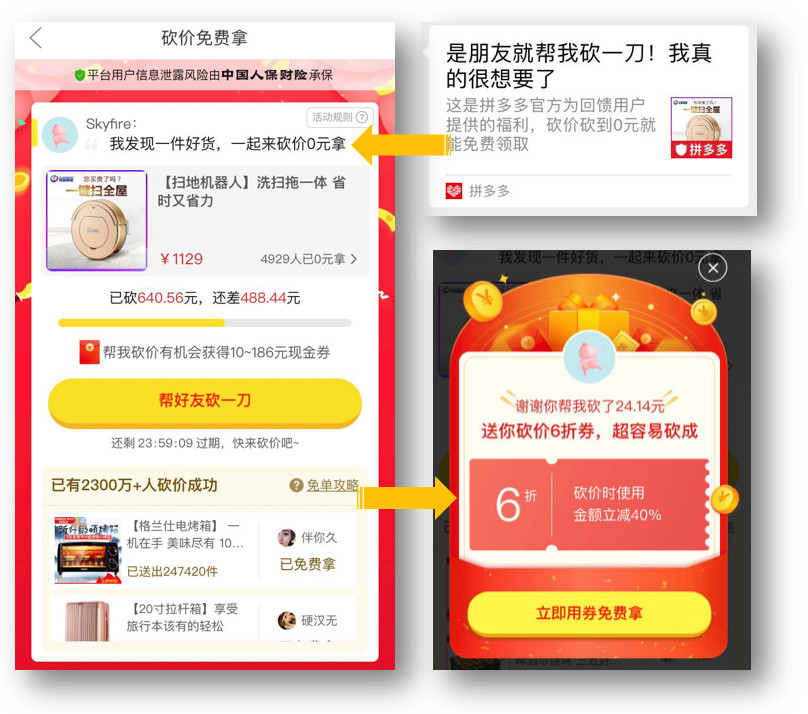 砍价免费拿
平台用户信息泄露风险由中国人保财险承保
活动规则 ?
Skyfire:
我发现一件好货，一起来砍价0元拿
您买贵了吗？
一键扫全屋
【扫地机器人】洗扫拖一体 省
时又省力
￥1129
4929人已0元拿
已砍640.56元，还差488.44元
帮我砍价有机会获得10~186元现金券
帮好友砍一刀
还剩 23:59:09 过期，快来砍价吧~
已有2300万+人砍价成功
? 免单攻略
【格兰仕电烤箱】 一
机在手 美味尽有 10...
已送出247420件
伴你久
已免费拿
【20寸拉杆箱】享受
旅行本该有的轻松
硬汉无
是朋友就帮我砍一刀！我真
的很想要了
这是拼多多官方为回馈用户
提供的福利，砍价砍到0元就
能免费领取
拼多多
拼多多
我发现一件好货，一起来砍价0元拿
谢谢你帮我砍了24.14元
送你砍价6折券，超容易砍成
6折
砍价时使用
金额立减40%
立即用券免费拿